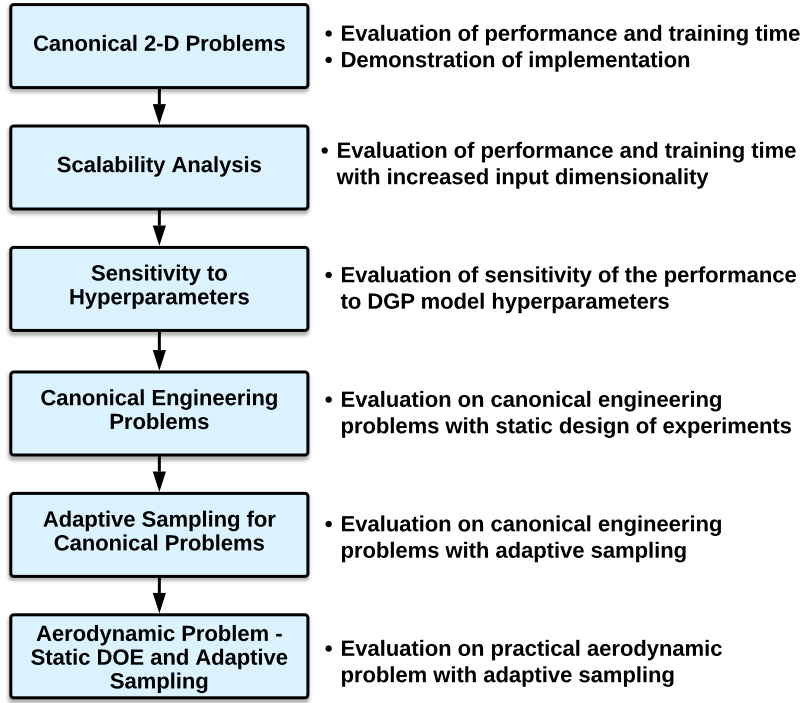 Canonical 2-D Problems
• Evaluation of performance and training time
• Demonstration of implementation
Scalability Analysis
• Evaluation of performance and training time
with increased input dimensionality
Sensitivity to
Hyperparameters
• Evaluation of sensitivity of the performance
to DGP model hyperparameters
Canonical Engineering
Problems
• Evaluation on canonical engineering
problems with static design of experiments
Adaptive Sampling for
Canonical Problems
• Evaluation on canonical engineering
problems with adaptive sampling
Aerodynamic Problem -
Static DOE and Adaptive
Sampling
• Evaluation on practical aerodynamic
problem with adaptive sampling